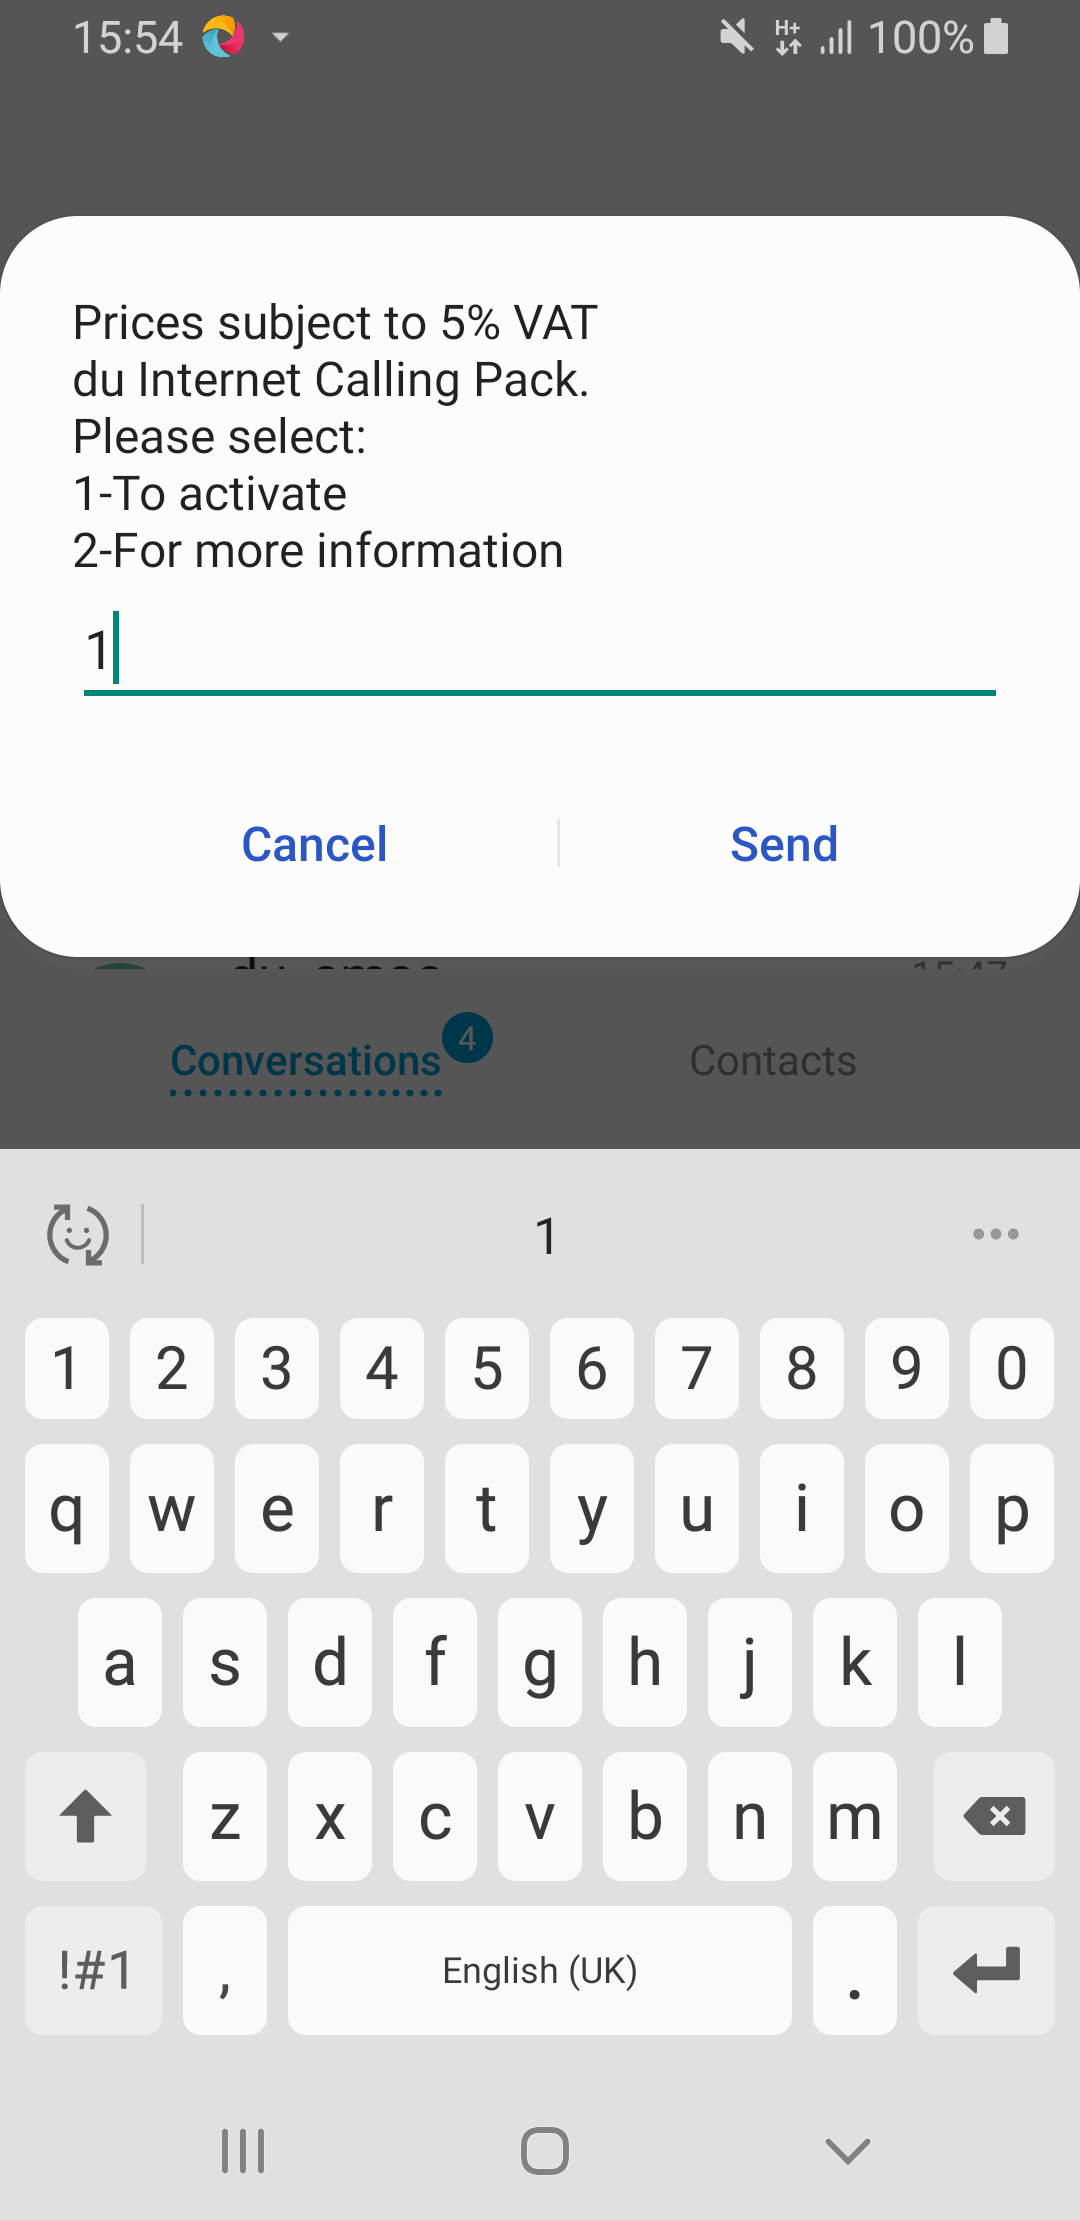 15:54 H+ 100%
Prices subject to 5% VAT
du Internet Calling Pack.
Please select:
1-To activate
2-For more information
1
Cancel Send
15:47
Conversations 4 Contacts
1
1 2 3 4 5 6 7 8 9 0
q w e r t y u i o p
a s d f g h j k l
z x c v b n m
!#1 , English (UK) .